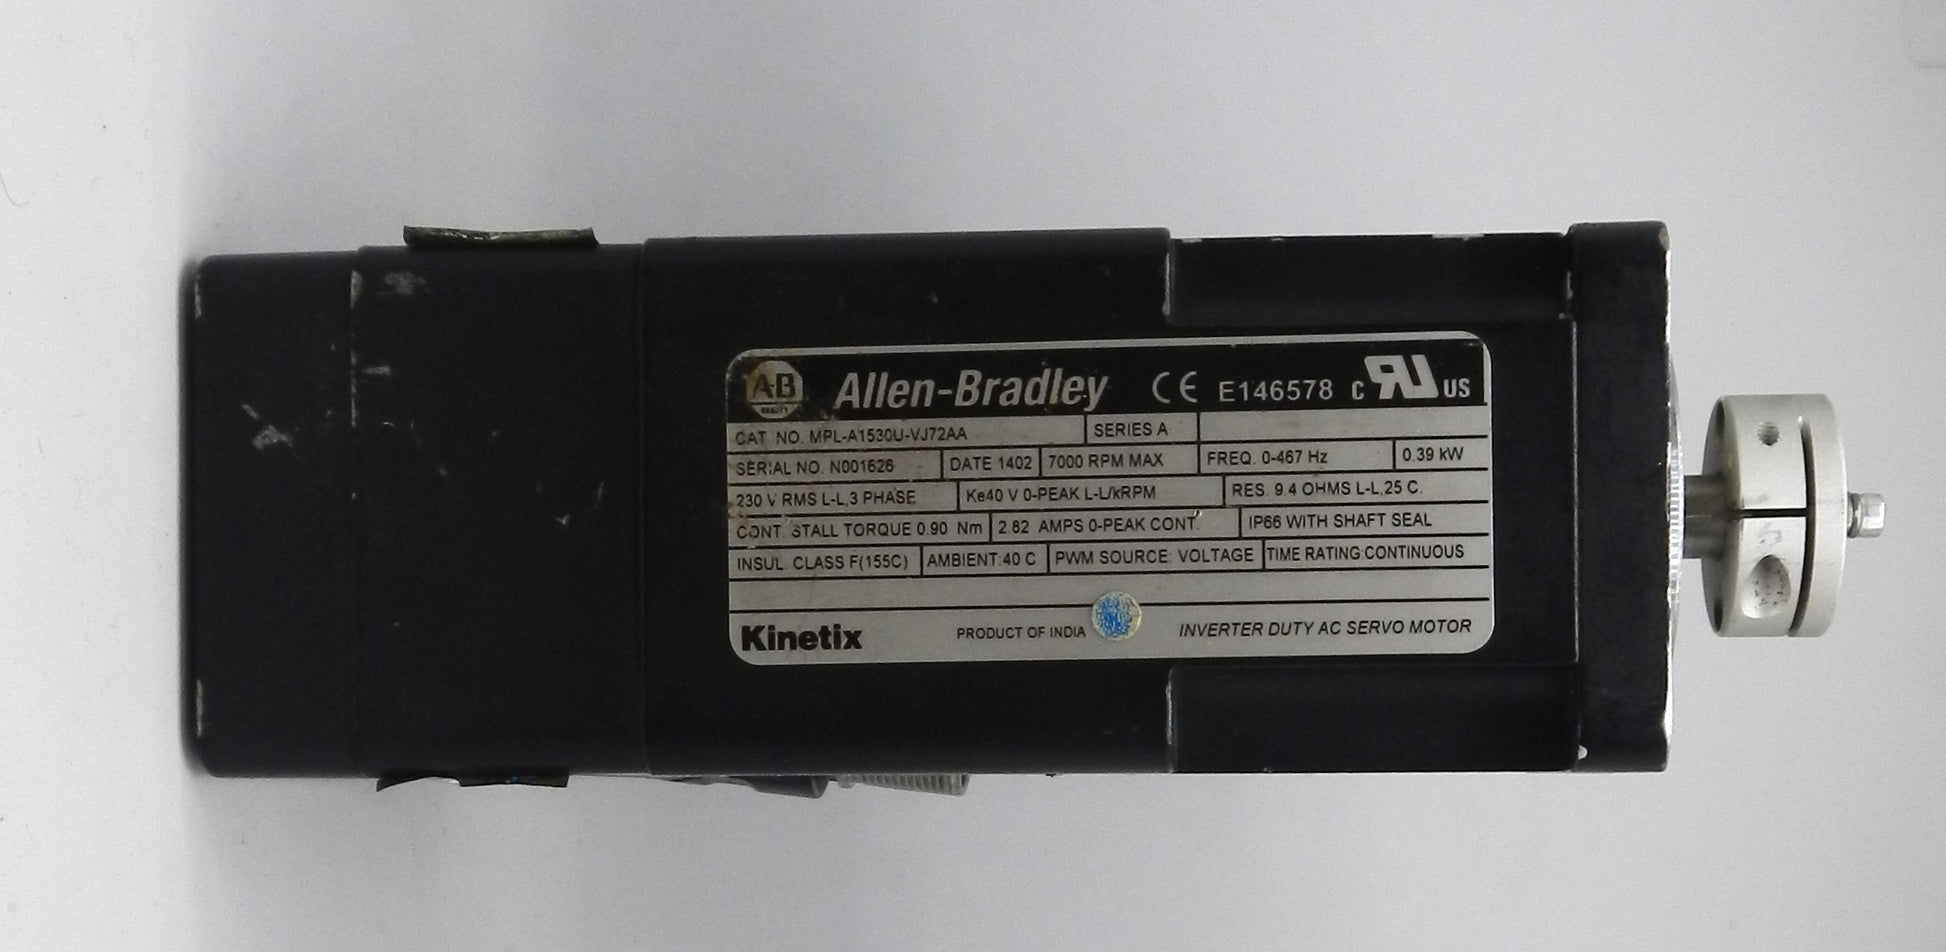 A-B Allen-Bradley CE E146578 c RU US
CAT. NO. MPL-A1530U-VJ72AA SERIES A
SERIAL NO. N001626 DATE 1402 7000 RPM MAX FREQ. 0-467 Hz 0.39 kW
230 V RMS L-L,3 PHASE Ke40 V 0-PEAK L-L/kRPM RES. 9.4 OHMS L-L,25 C.
CONT. STALL TORQUE 0.90 Nm 2.82 AMPS 0-PEAK CONT. IP66 WITH SHAFT SEAL
INSUL. CLASS F(155C) AMBIENT:40 C PWM SOURCE: VOLTAGE TIME RATING:CONTINUOUS
Kinetix PRODUCT OF INDIA INVERTER DUTY AC SERVO MOTOR